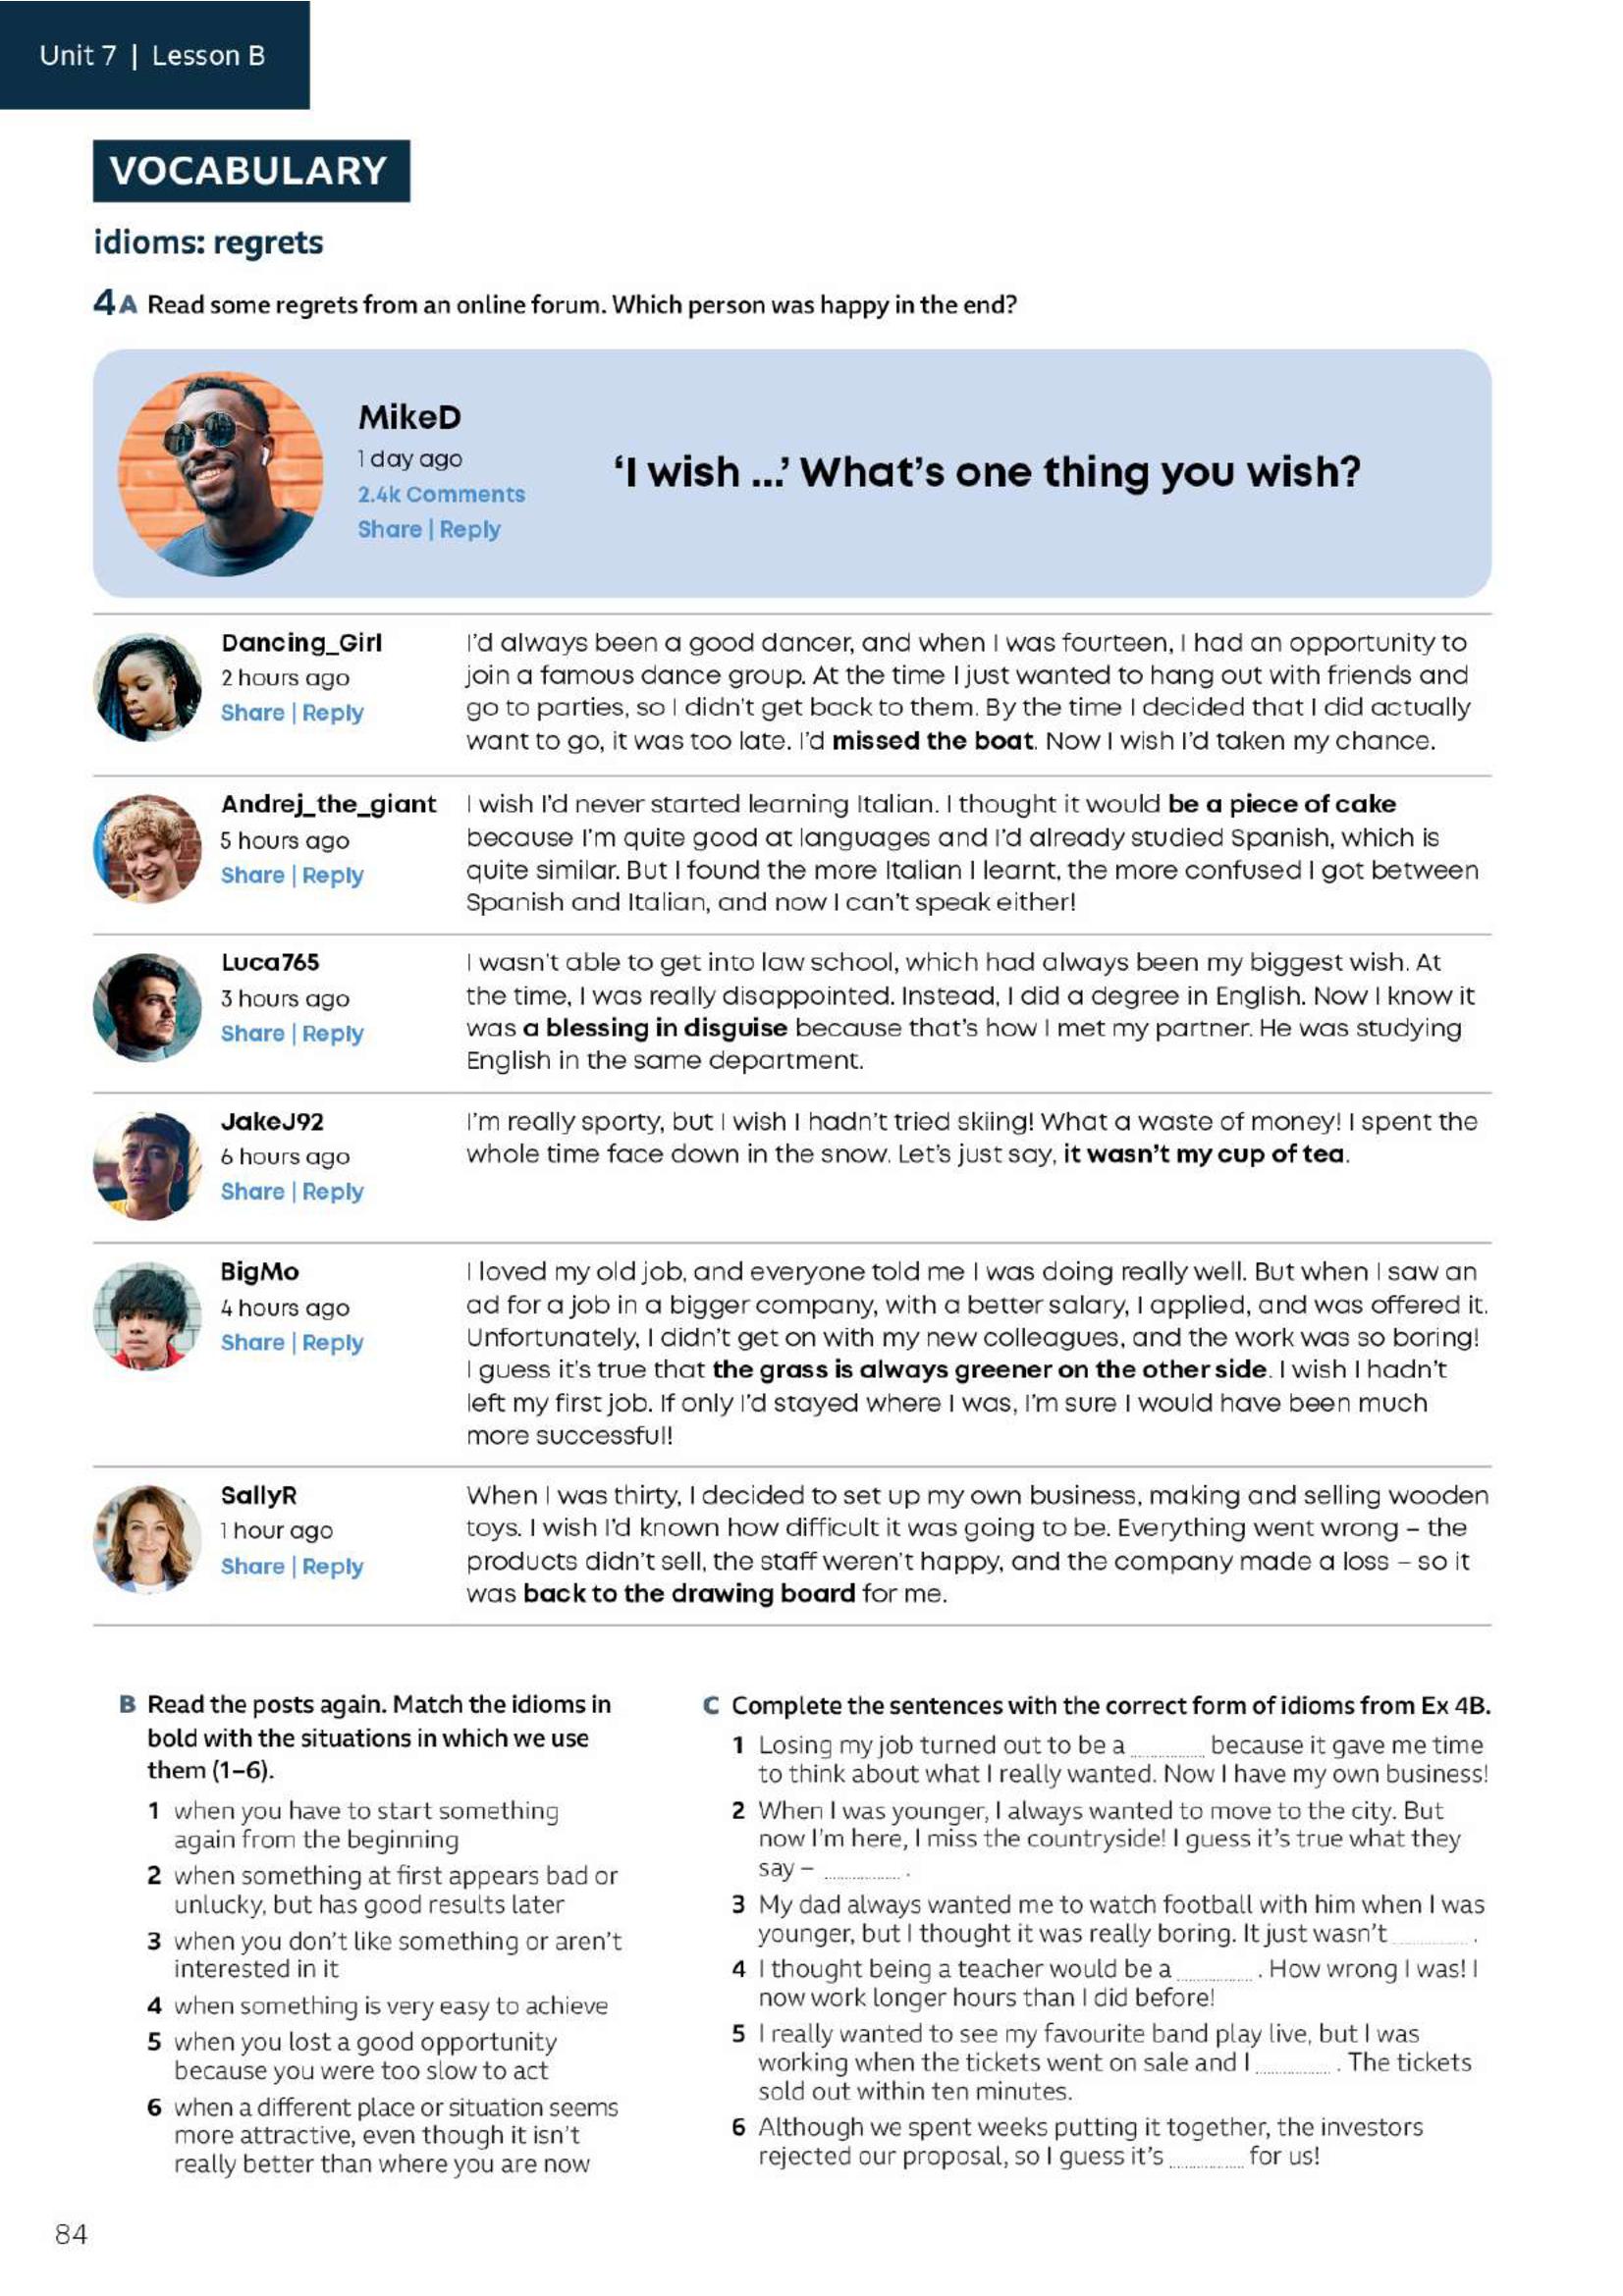 Unit 7 | Lesson B
VOCABULARY
idioms: regrets
4 A Read some regrets from an online forum. Which person was happy in the end?
MikeD
1 day ago
2.4k Comments
Share | Reply
‘I wish ...’ What's one thing you wish?
Dancing_Girl
2 hours ago
Share | Reply
I'd always been a good dancer, and when I was fourteen, I had an opportunity to
join a famous dance group. At the time I just wanted to hang out with friends and
go to parties, so I didn't get back to them. By the time I decided that I did actually
want to go, it was too late. I'd missed the boat. Now I wish I'd taken my chance.
Andrej_the_giant
5 hours ago
Share | Reply
I wish I'd never started learning Italian. I thought it would be a piece of cake
because I'm quite good at languages and I'd already studied Spanish, which is
quite similar. But I found the more Italian I learnt, the more confused I got between
Spanish and Italian, and now I can't speak either!
Luca765
3 hours ago
Share | Reply
I wasn't able to get into law school, which had always been my biggest wish. At
the time, I was really disappointed. Instead, I did a degree in English. Now I know it
was a blessing in disguise because that's how I met my partner. He was studying
English in the same department.
JakeJ92
6 hours ago
Share | Reply
I'm really sporty, but I wish I hadn't tried skiing! What a waste of money! I spent the
whole time face down in the snow. Let's just say, it wasn't my cup of tea.
BigMo
4 hours ago
Share | Reply
I loved my old job, and everyone told me I was doing really well. But when I saw an
ad for a job in a bigger company, with a better salary, I applied, and was offered it.
Unfortunately, I didn't get on with my new colleagues, and the work was so boring!
I guess it's true that the grass is always greener on the other side. I wish I hadn't
left my first job. If only I'd stayed where I was, I'm sure I would have been much
more successful!
SallyR
1 hour ago
Share | Reply
When I was thirty, I decided to set up my own business, making and selling wooden
toys. I wish I'd known how difficult it was going to be. Everything went wrong – the
products didn't sell, the staff weren't happy, and the company made a loss – so it
was back to the drawing board for me.
B Read the posts again. Match the idioms in
bold with the situations in which we use
them (1–6).
1 when you have to start something
again from the beginning
2 when something at first appears bad or
unlucky, but has good results later
3 when you don't like something or aren't
interested in it
4 when something is very easy to achieve
5 when you lost a good opportunity
because you were too slow to act
6 when a different place or situation seems
more attractive, even though it isn't
really better than where you are now
C Complete the sentences with the correct form of idioms from Ex 4B.
1 Losing my job turned out to be a ............ because it gave me time
to think about what I really wanted. Now I have my own business!
2 When I was younger, I always wanted to move to the city. But
now I'm here, I miss the countryside! I guess it's true what they
say – ............ .
3 My dad always wanted me to watch football with him when I was
younger, but I thought it was really boring. It just wasn't ............ .
4 I thought being a teacher would be a ............ . How wrong I was! I
now work longer hours than I did before!
5 I really wanted to see my favourite band play live, but I was
working when the tickets went on sale and I ............ . The tickets
sold out within ten minutes.
6 Although we spent weeks putting it together, the investors
rejected our proposal, so I guess it's ............ for us!
84